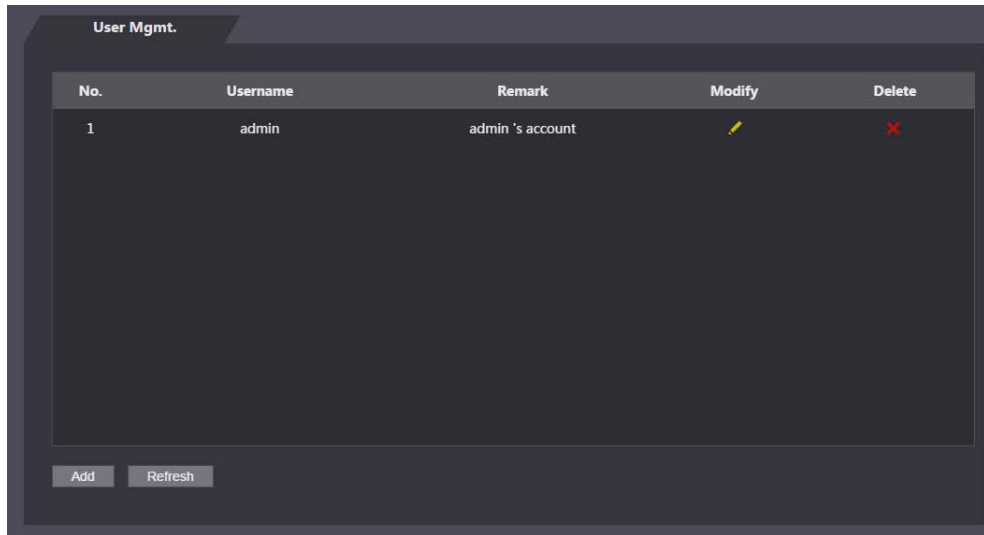 User Mgmt.
No. Username Remark Modify Delete
1 admin admin 's account
Add Refresh